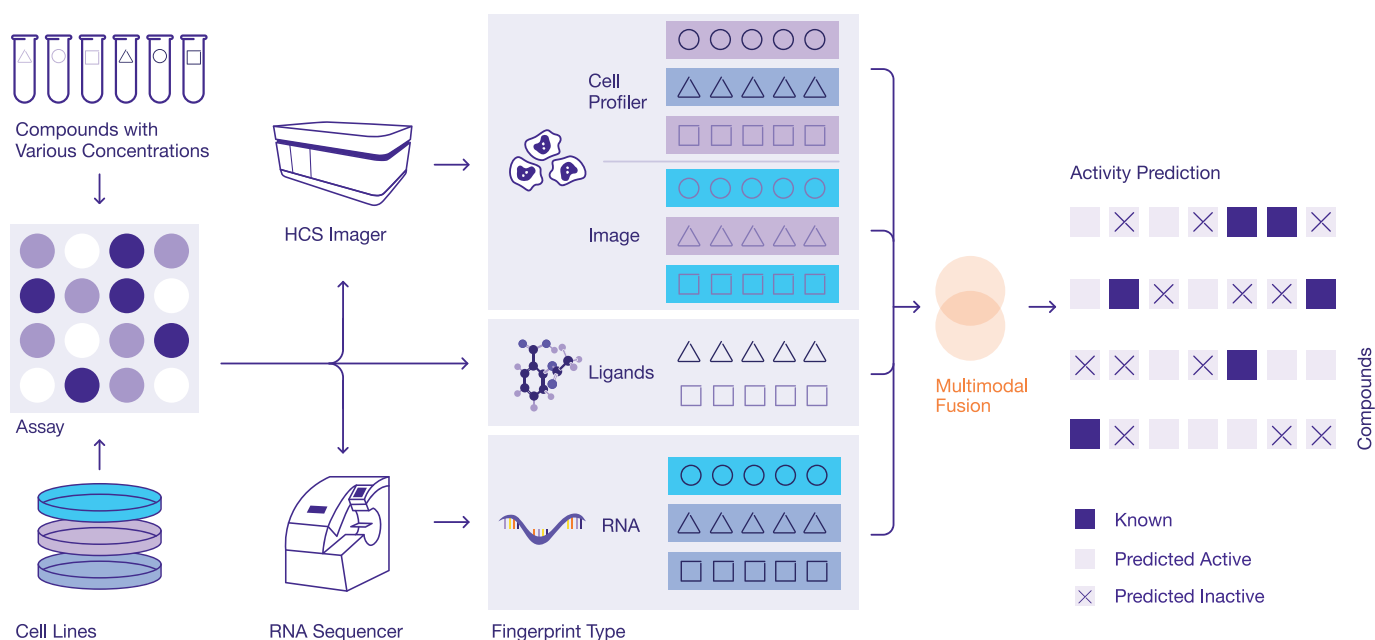 Compounds with
Various Concentrations
Assay
Cell Lines
HCS Imager
RNA Sequencer
Cell
Profiler
Image
Ligands
RNA
Fingerprint Type
Multimodal
Fusion
Activity Prediction
Compounds
Known
Predicted Active
Predicted Inactive